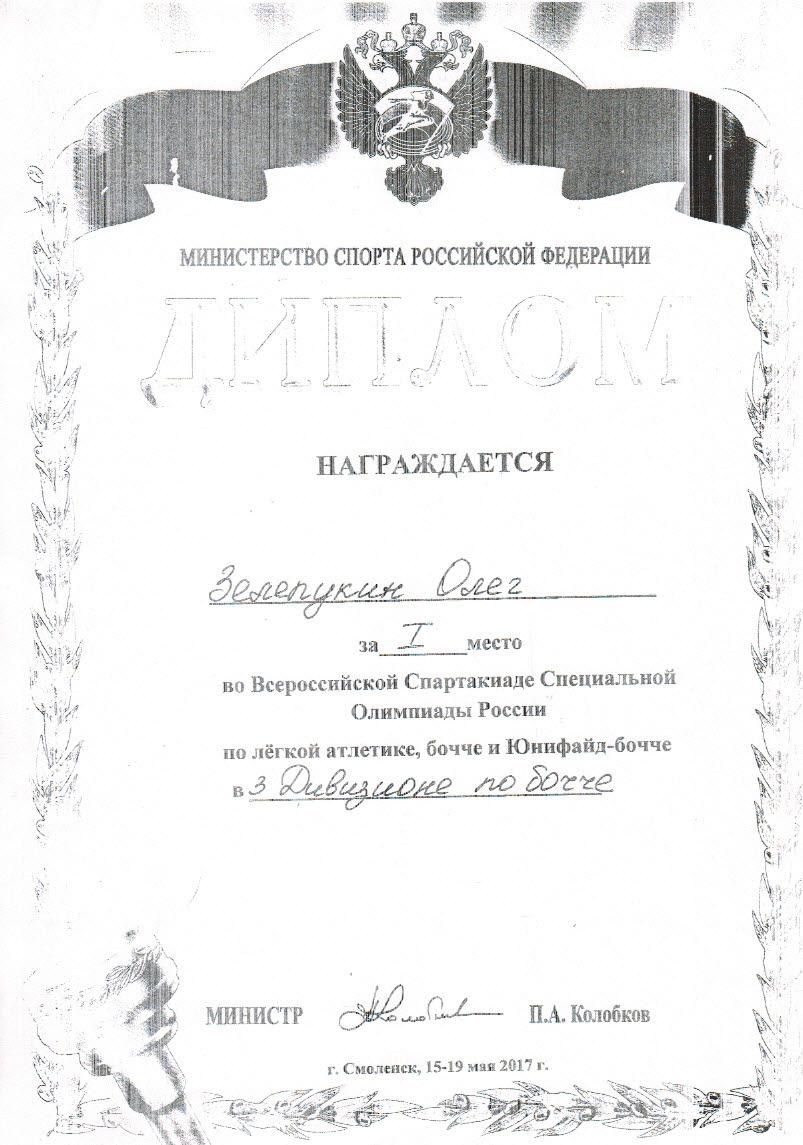 МИНИСТЕРСТВО СПОРТА РОССИЙСКОЙ ФЕДЕРАЦИИ
ДИПЛОМ
НАГРАЖДАЕТСЯ
Зелепукин Олег
за I место
во Всероссийской Спартакиаде Специальной
Олимпиады России
по лёгкой атлетике, бочче и Юнифайд-бочче
в 3 Дивизионе по бочче
МИНИСТР П.А. Колобков
г. Смоленск, 15-19 мая 2017 г.